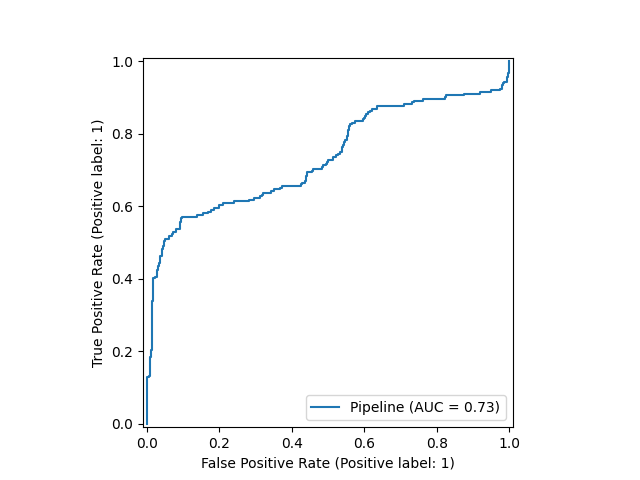 1.0
0.8
0.6
0.4
0.2
0.0
True Positive Rate (Positive label: 1)
Pipeline (AUC = 0.73)
0.0 0.2 0.4 0.6 0.8 1.0
False Positive Rate (Positive label: 1)